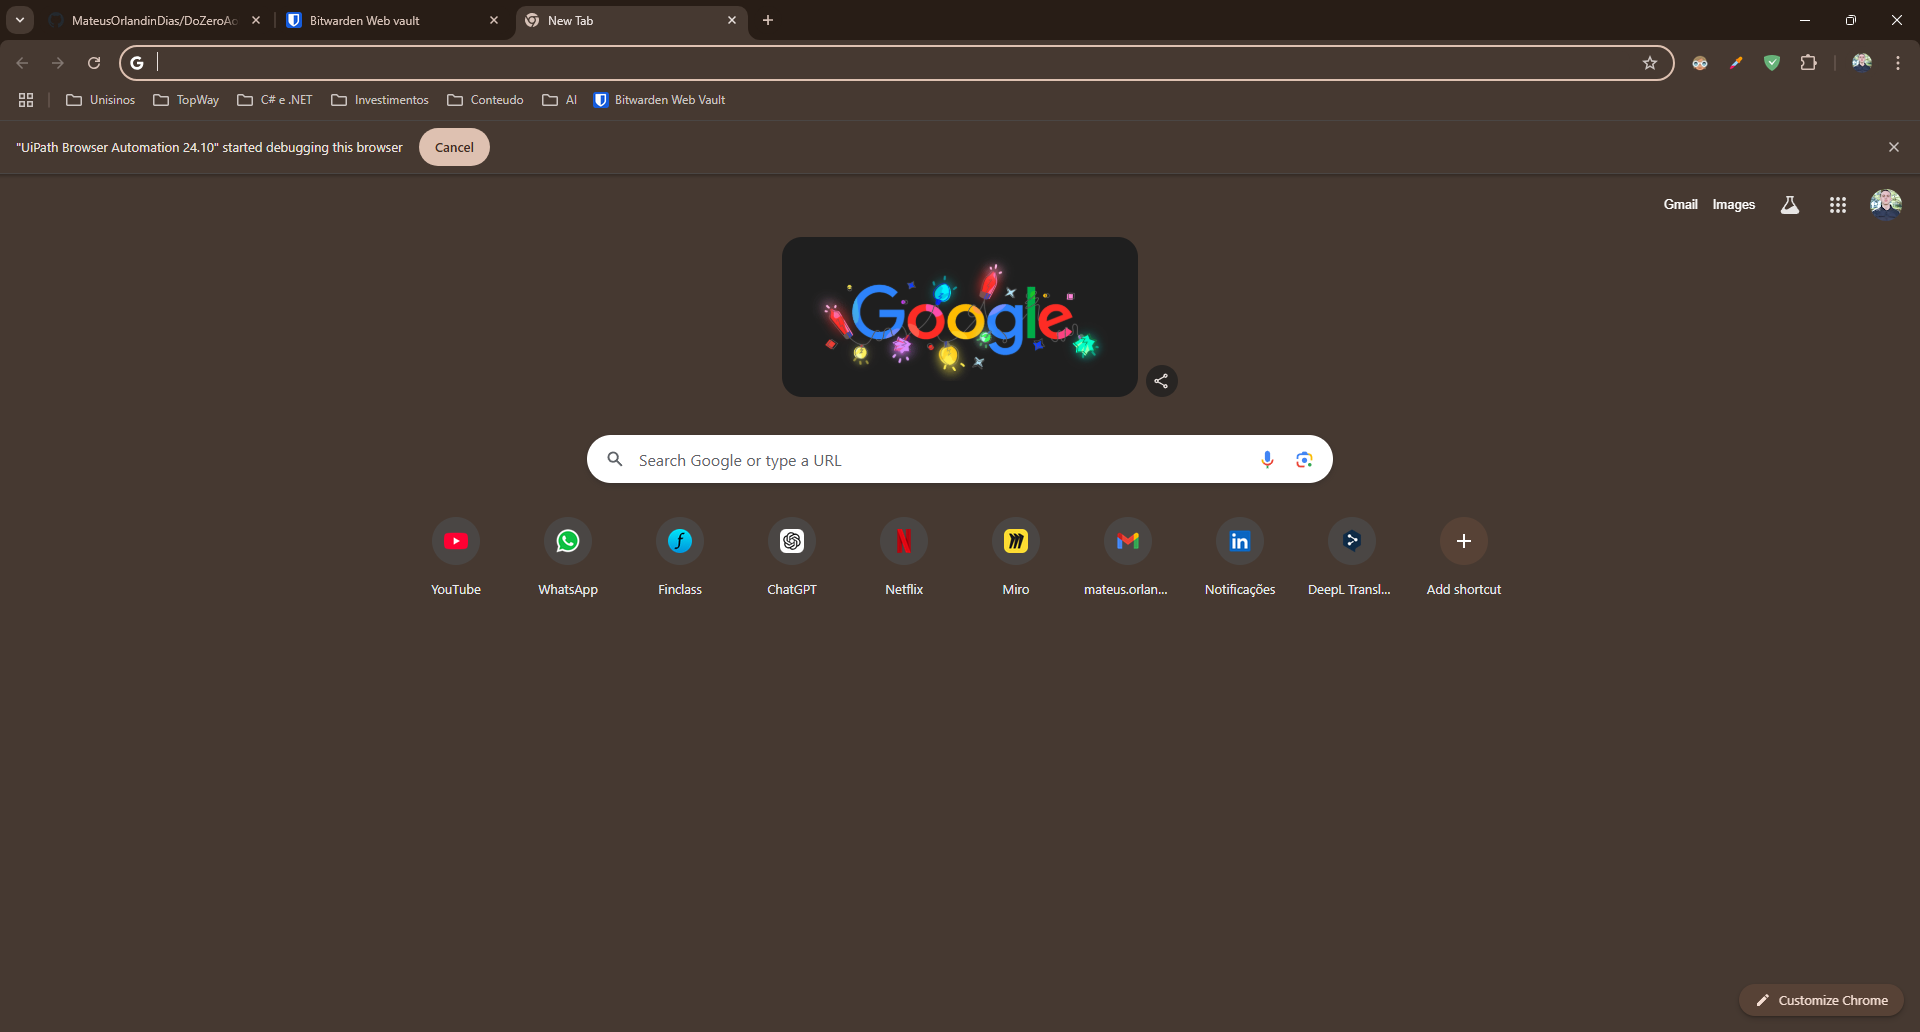 MateusOrlandinDias/DoZeroAo
Bitwarden Web vault
New Tab
Unisinos
TopWay
C# e .NET
Investimentos
Conteudo
AI
Bitwarden Web Vault
"UiPath Browser Automation 24.10" started debugging this browser
Cancel
Gmail
Images
Google
Search Google or type a URL
YouTube
WhatsApp
Finclass
ChatGPT
Netflix
Miro
mateus.orlan...
Notificações
DeepL Transl...
Add shortcut
Customize Chrome